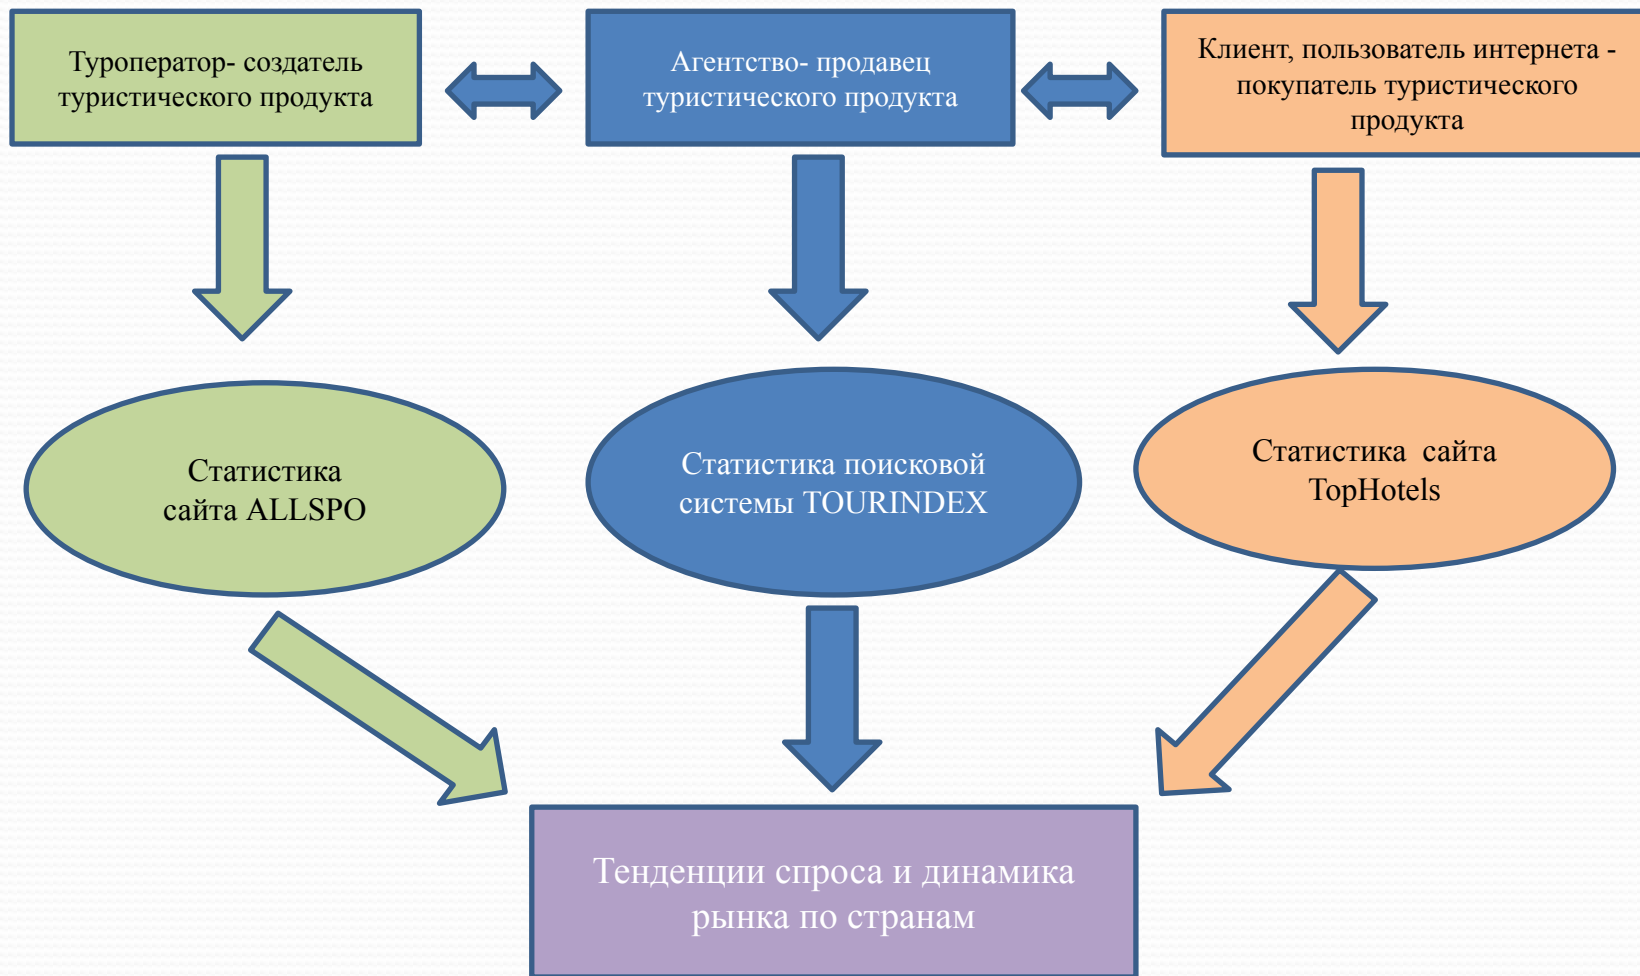 Туроператор- создатель
туристического продукта
Агентство- продавец
туристического продукта
Клиент, пользователь интернета -
покупатель туристического
продукта
Статистика
сайта ALLSPO
Статистика поисковой
системы TOURINDEX
Статистика сайта
TopHotels
Тенденции спроса и динамика
рынка по странам